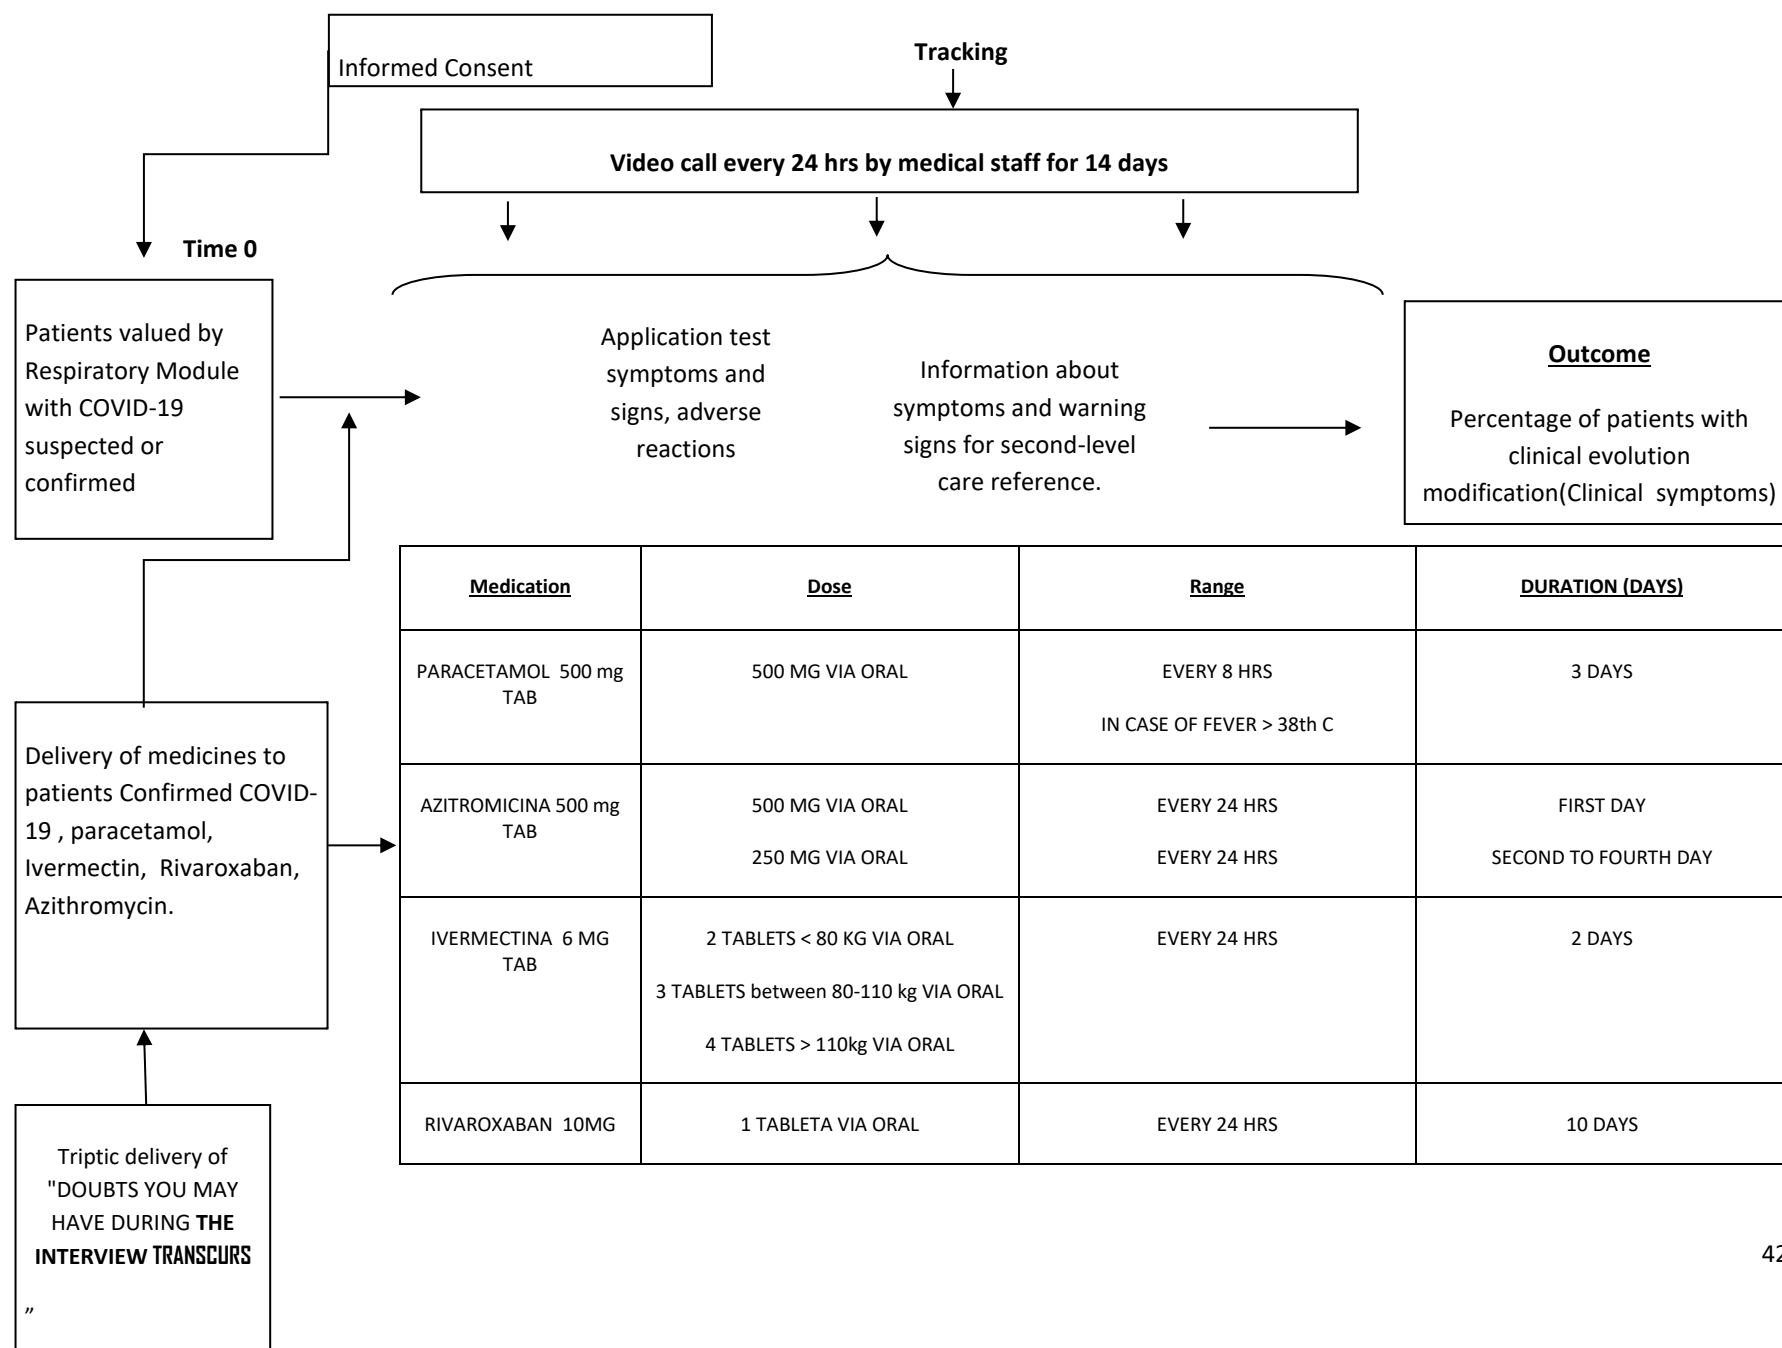 Informed Consent
Tracking
Video call every 24 hrs by medical staff for 14 days
Time 0
Patients valued by
Respiratory Module
with COVID-19
suspected or
confirmed
Application test
symptoms and
signs, adverse
reactions
Information about
symptoms and warning
signs for second-level
care reference.
Outcome
Percentage of patients with
clinical evolution
modification(Clinical symptoms)
Delivery of medicines to
patients Confirmed COVID-
19 , paracetamol,
Ivermectin, Rivaroxaban,
Azithromycin.
Medication Dose Range DURATION (DAYS)
PARACETAMOL 500 mg 500 MG VIA ORAL EVERY 8 HRS 3 DAYS
TAB
IN CASE OF FEVER > 38th C
AZITROMICINA 500 mg 500 MG VIA ORAL EVERY 24 HRS FIRST DAY
TAB
250 MG VIA ORAL EVERY 24 HRS SECOND TO FOURTH DAY
IVERMECTINA 6 MG 2 TABLETS < 80 KG VIA ORAL EVERY 24 HRS 2 DAYS
TAB
3 TABLETS between 80-110 kg VIA ORAL
4 TABLETS > 110kg VIA ORAL
RIVAROXABAN 10MG 1 TABLETA VIA ORAL EVERY 24 HRS 10 DAYS
Triptic delivery of
"DOUBTS YOU MAY
HAVE DURING THE
INTERVIEW TRANSCURS
"
42